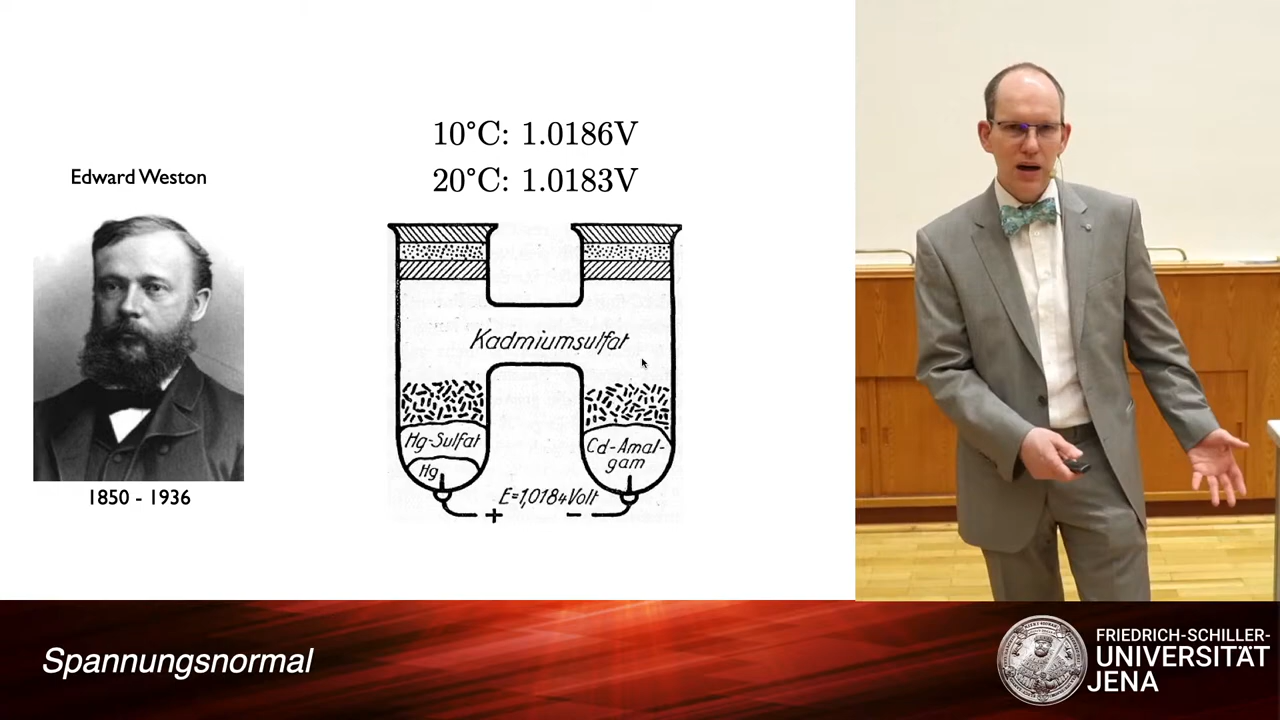 10°C: 1.0186V
20°C: 1.0183V
Edward Weston
1850 - 1936
Kadmiumsulfat
Hg-Sulfat
Hg
Cd-Amal-
gam
E=1,0184 Volt
+ −
Spannungsnormal
FRIEDRICH-SCHILLER-
UNIVERSITÄT
JENA